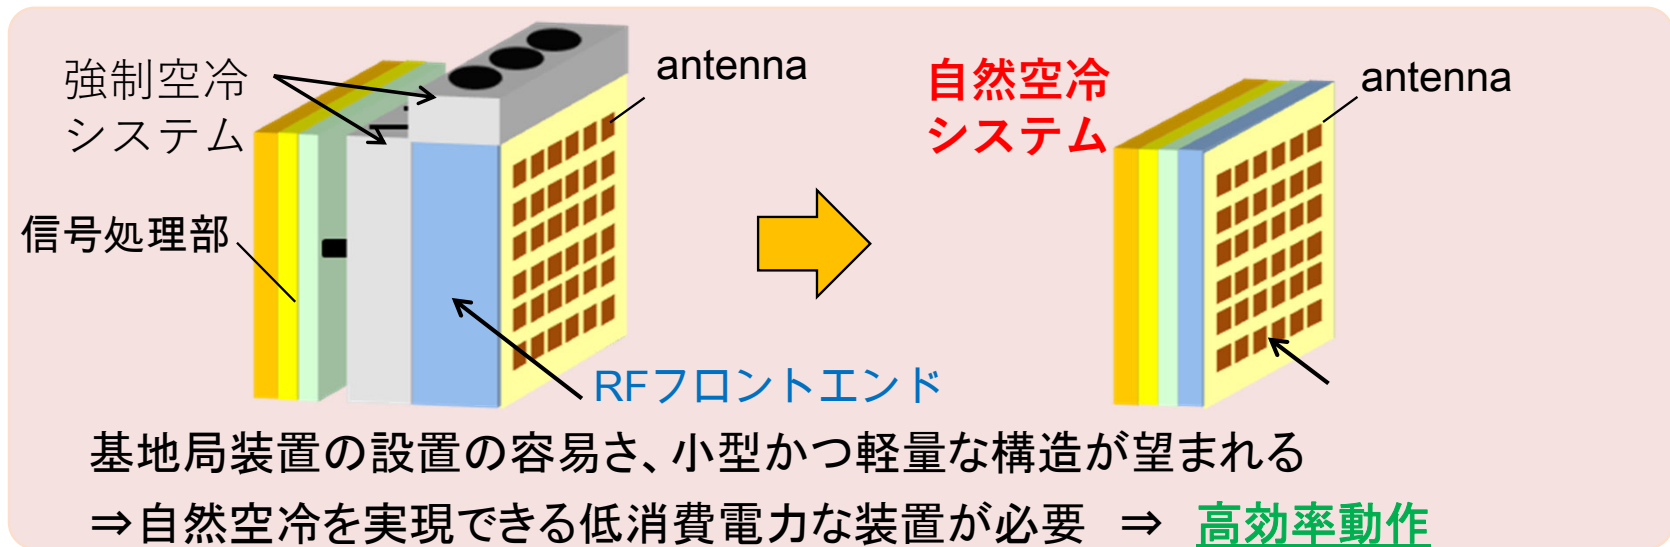 強制空冷
システム
antenna
信号処理部
RFフロントエンド
自然空冷
システム
antenna
基地局装置の設置の容易さ、小型かつ軽量な構造が望まれる
⇒自然空冷を実現できる低消費電力な装置が必要　⇒　高効率動作